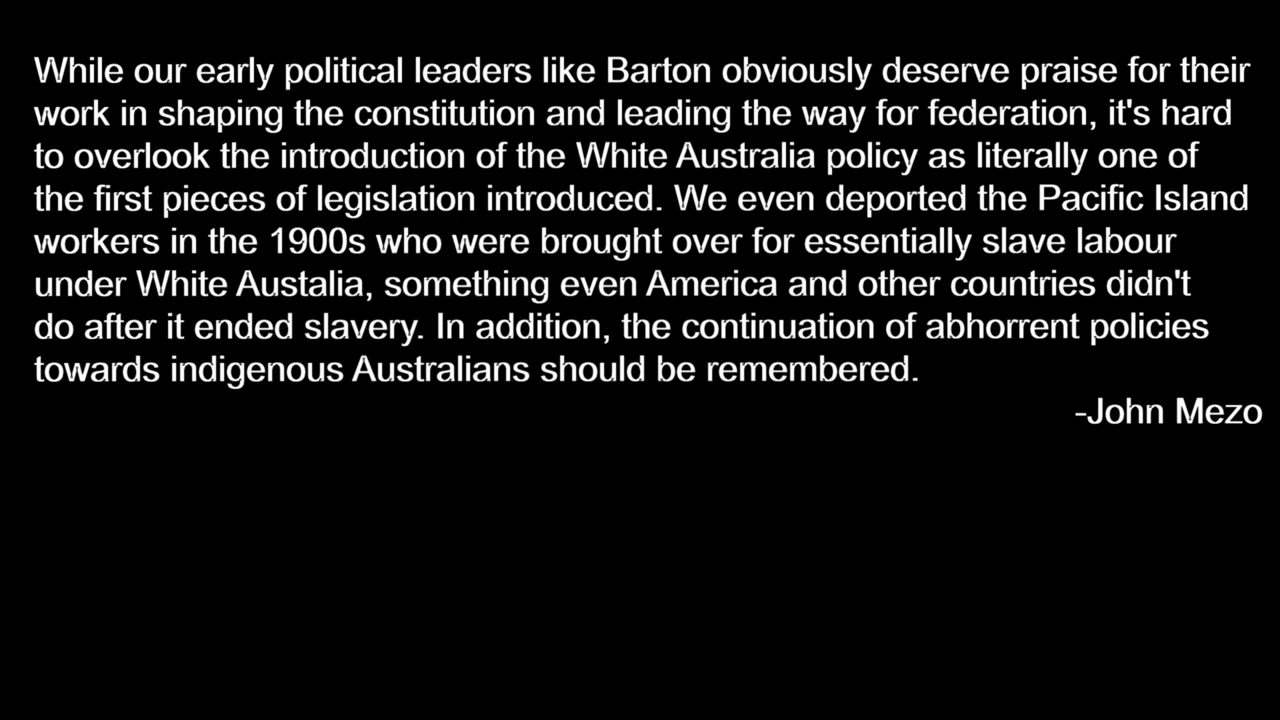 While our early political leaders like Barton obviously deserve praise for their
work in shaping the constitution and leading the way for federation, it's hard
to overlook the introduction of the White Australia policy as literally one of
the first pieces of legislation introduced. We even deported the Pacific Island
workers in the 1900s who were brought over for essentially slave labour
under White Austalia, something even America and other countries didn't
do after it ended slavery. In addition, the continuation of abhorrent policies
towards indigenous Australians should be remembered.
-John Mezo